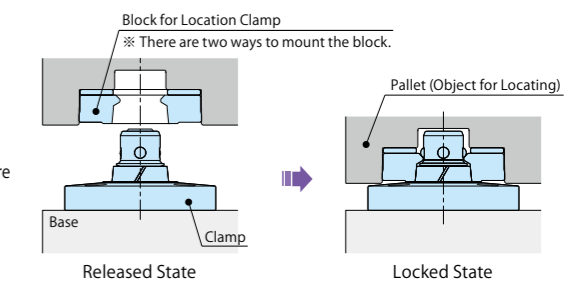 Block for Location Clamp
※ There are two ways to mount the block.
Pallet (Object for Locating)
re
Base
Clamp
Released State
Locked State